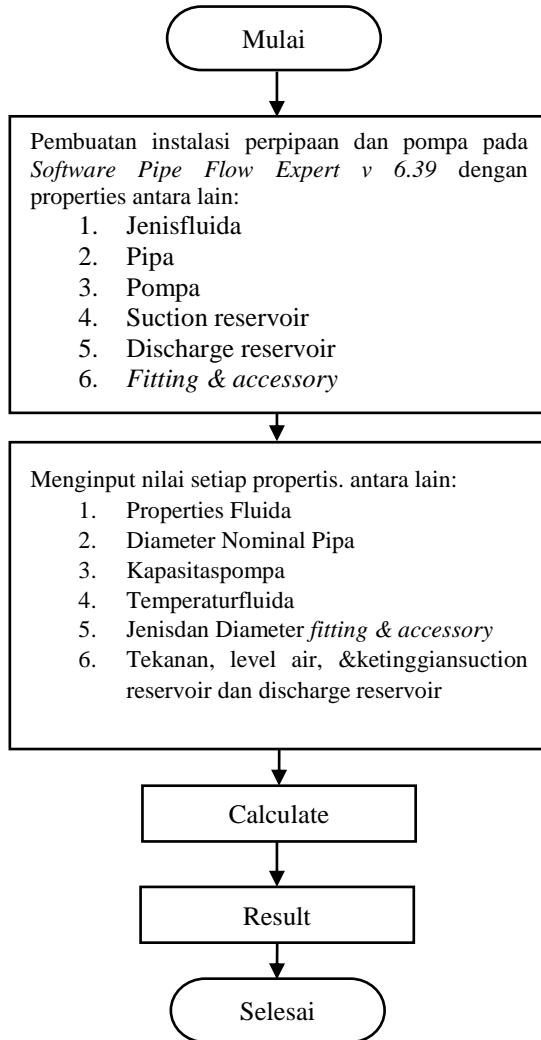 Mulai
Pembuatan instalasi perpipaan dan pompa pada
Software Pipe Flow Expert v 6.39 dengan
properties antara lain:
1. Jenisfluida
2. Pipa
3. Pompa
4. Suction reservoir
5. Discharge reservoir
6. Fitting & accessory
Menginput nilai setiap propertis. antara lain:
1. Properties Fluida
2. Diameter Nominal Pipa
3. Kapasitaspompa
4. Temperaturfluida
5. Jenisdan Diameter fitting & accessory
6. Tekanan, level air, &ketinggiansuction
reservoir dan discharge reservoir
Calculate
Result
Selesai